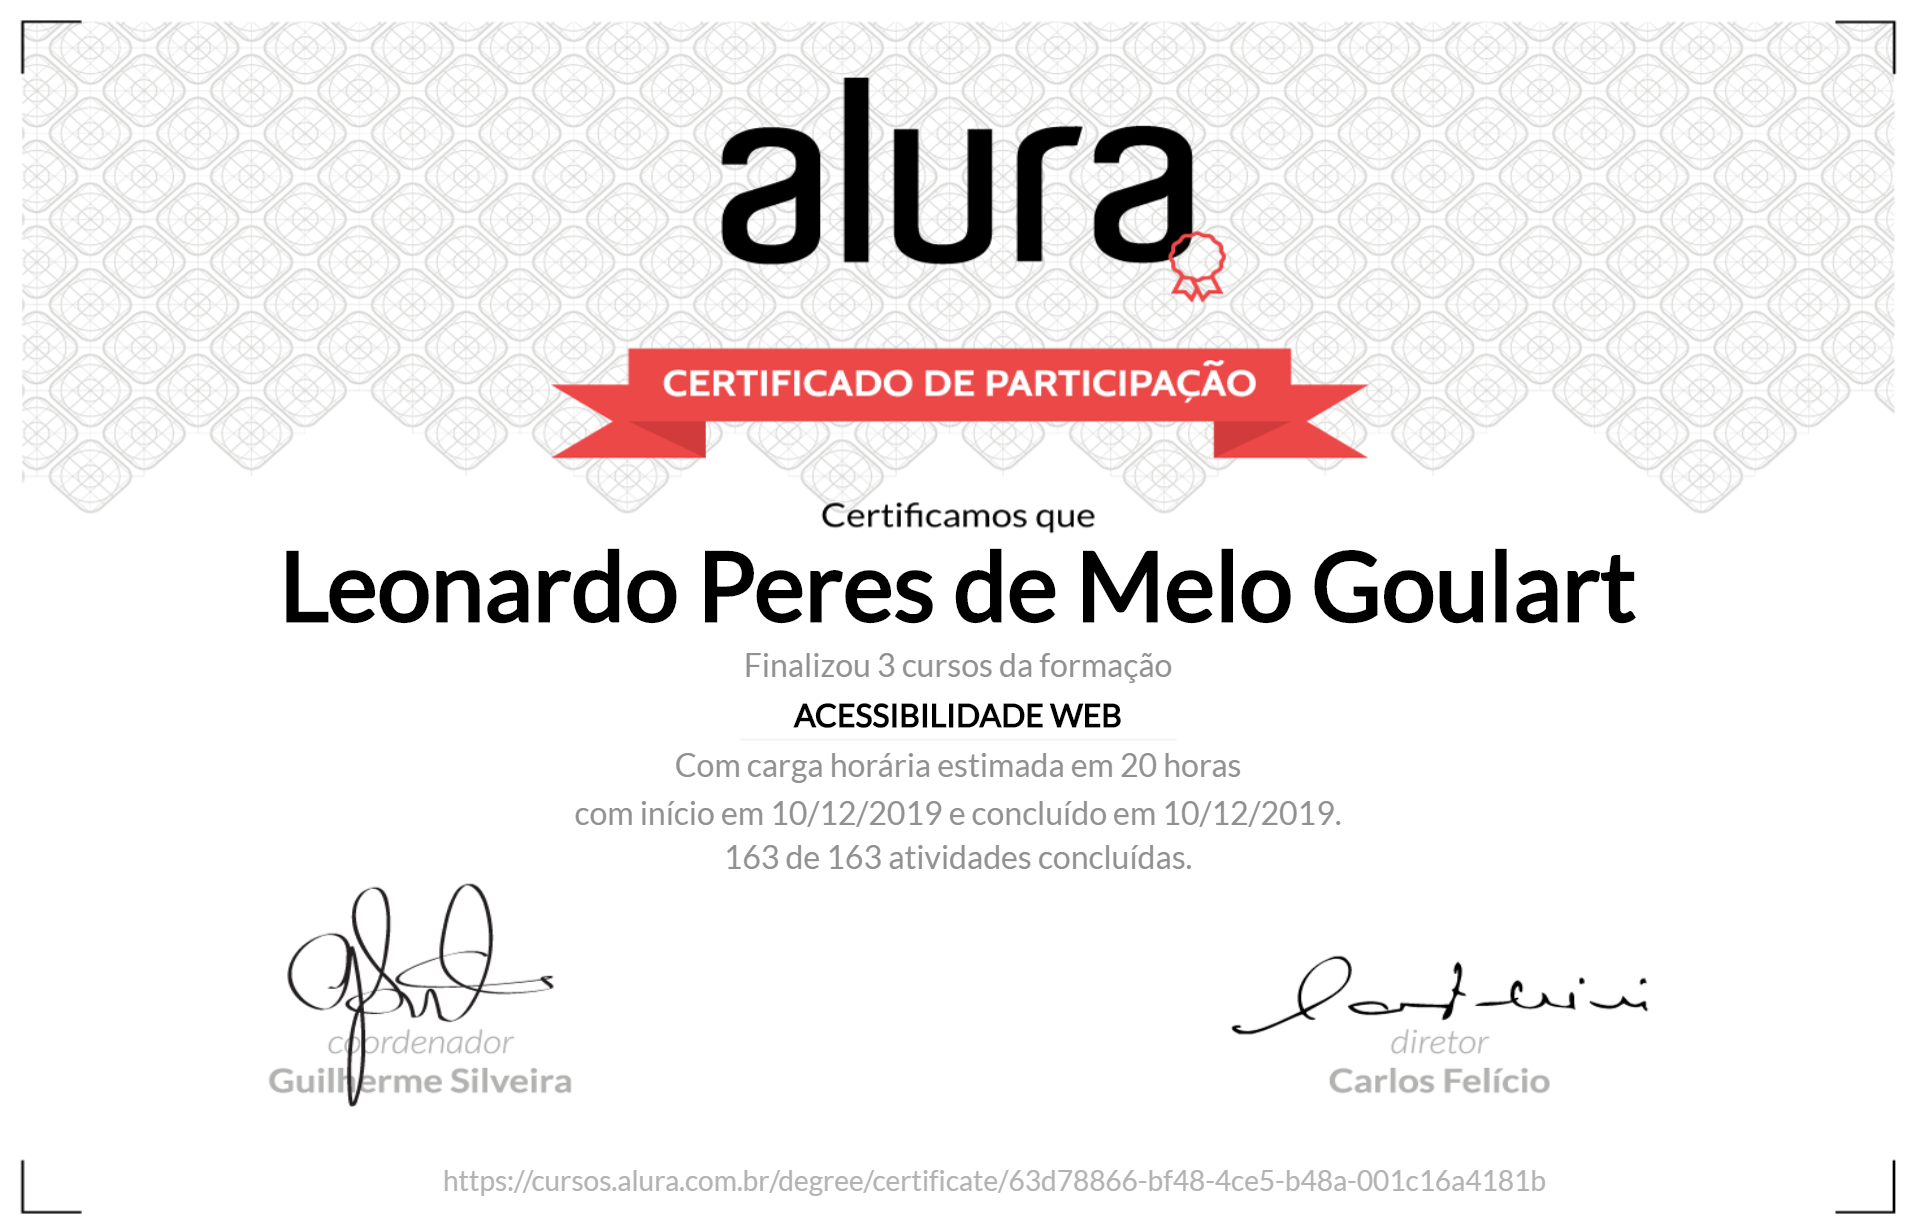 alura
CERTIFICADO DE PARTICIPAÇÃO
Certificamos que
Leonardo Peres de Melo Goulart
Finalizou 3 cursos da formação
ACESSIBILIDADE WEB
Com carga horária estimada em 20 horas
com início em 10/12/2019 e concluído em 10/12/2019.
163 de 163 atividades concluídas.
coordenador
Guilherme Silveira
diretor
Carlos Felício
https://cursos.alura.com.br/degree/certificate/63d78866-bf48-4ce5-b48a-001c16a4181b